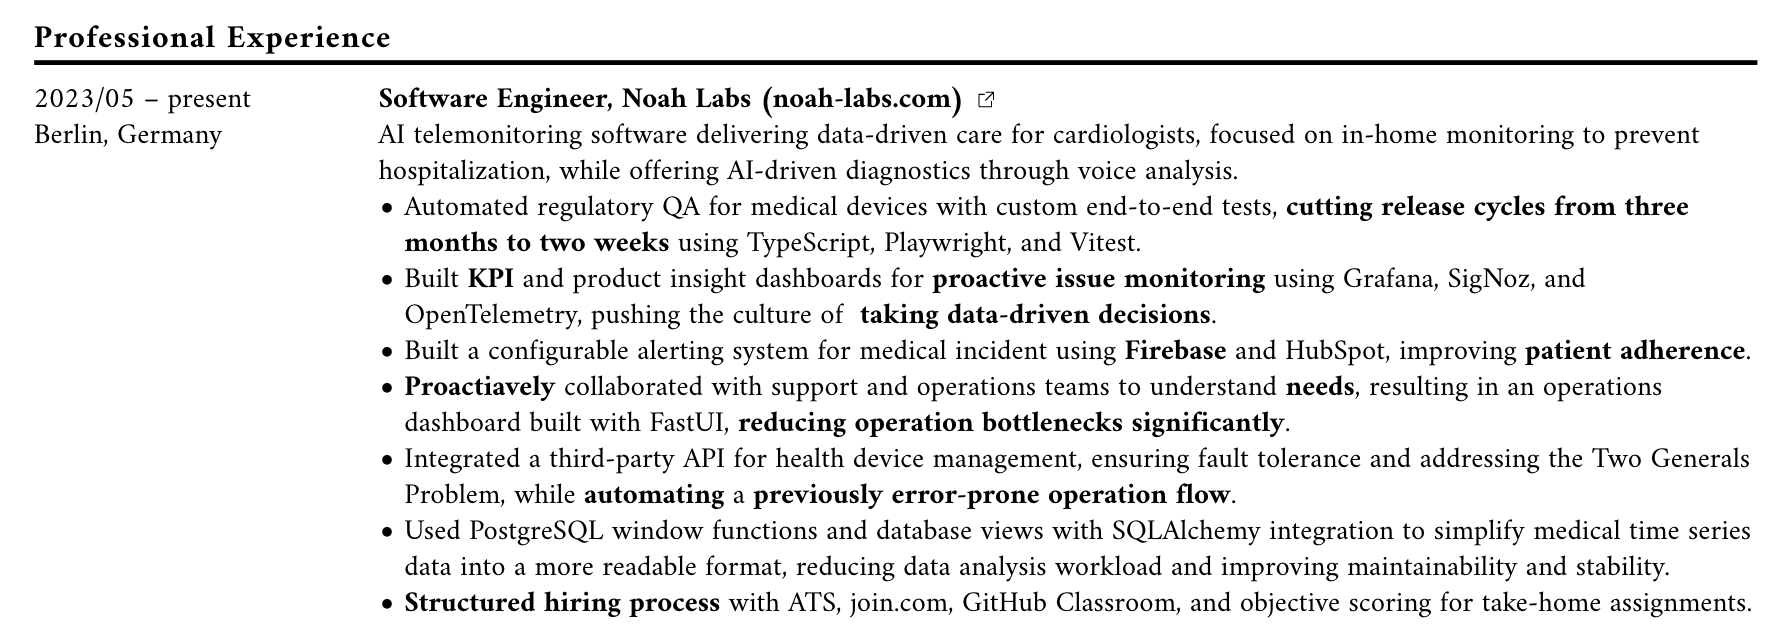 Professional Experience
2023/05 – present
Berlin, Germany
Software Engineer, Noah Labs (noah-labs.com)
AI telemonitoring software delivering data-driven care for cardiologists, focused on in-home monitoring to prevent
hospitalization, while offering AI-driven diagnostics through voice analysis.
• Automated regulatory QA for medical devices with custom end-to-end tests, cutting release cycles from three
months to two weeks using TypeScript, Playwright, and Vitest.
• Built KPI and product insight dashboards for proactive issue monitoring using Grafana, SigNoz, and
OpenTelemetry, pushing the culture of  taking data-driven decisions.
• Built a configurable alerting system for medical incident using Firebase and HubSpot, improving patient adherence.
• Proactiavely collaborated with support and operations teams to understand needs, resulting in an operations
dashboard built with FastUI, reducing operation bottlenecks significantly.
• Integrated a third-party API for health device management, ensuring fault tolerance and addressing the Two Generals
Problem, while automating a previously error-prone operation flow.
• Used PostgreSQL window functions and database views with SQLAlchemy integration to simplify medical time series
data into a more readable format, reducing data analysis workload and improving maintainability and stability.
• Structured hiring process with ATS, join.com, GitHub Classroom, and objective scoring for take-home assignments.